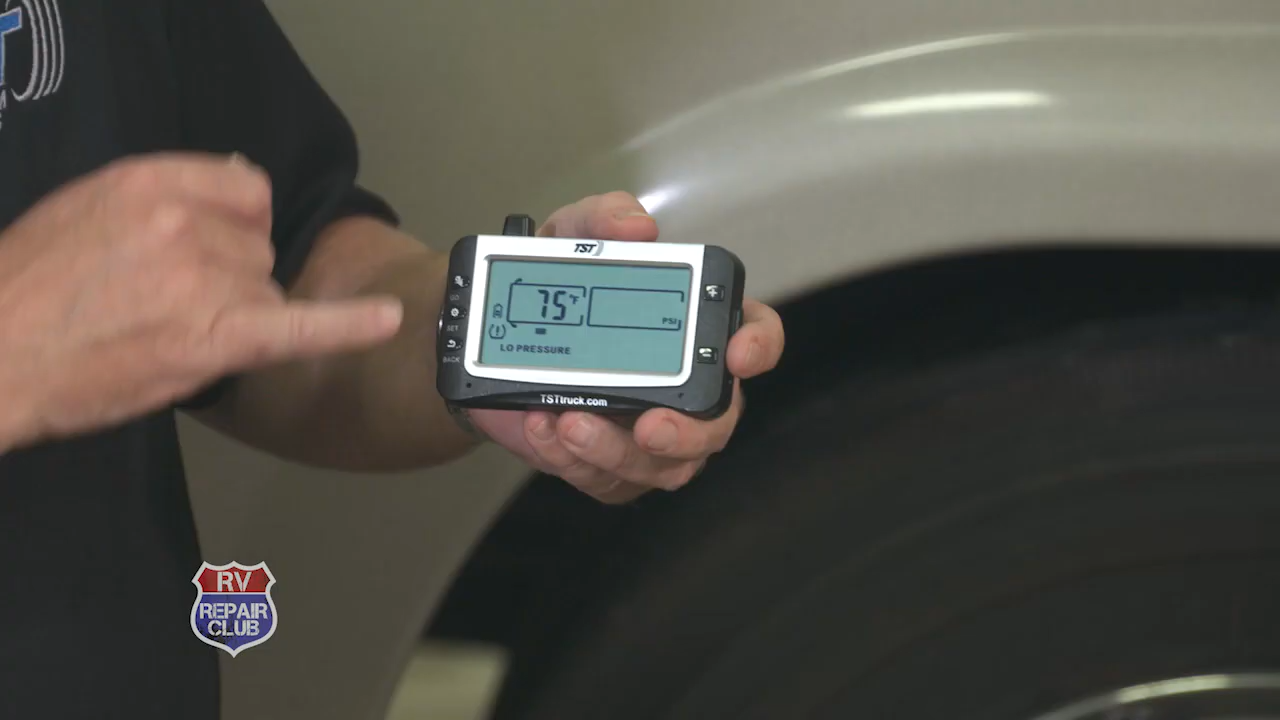 TST
75°F
PSI
LO PRESSURE
SET
BACK
TSTtruck.com
RV
REPAIR
CLUB